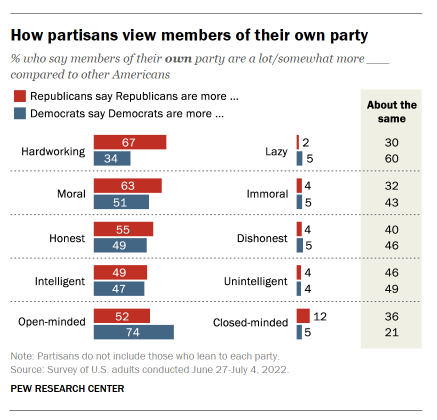 How partisans view members of their own party
% who say members of their own party are a lot/somewhat more ___
compared to other Americans
Republicans say Republicans are more ...
Democrats say Democrats are more ...
About the
same
Hardworking 67 34 Lazy 2 5 30 60
Moral 63 51 Immoral 4 5 32 43
Honest 55 49 Dishonest 4 5 40 46
Intelligent 49 47 Unintelligent 4 4 46 49
Open-minded 52 74 Closed-minded 12 5 36 21
Note: Partisans do not include those who lean to each party.
Source: Survey of U.S. adults conducted June 27-July 4, 2022.
PEW RESEARCH CENTER